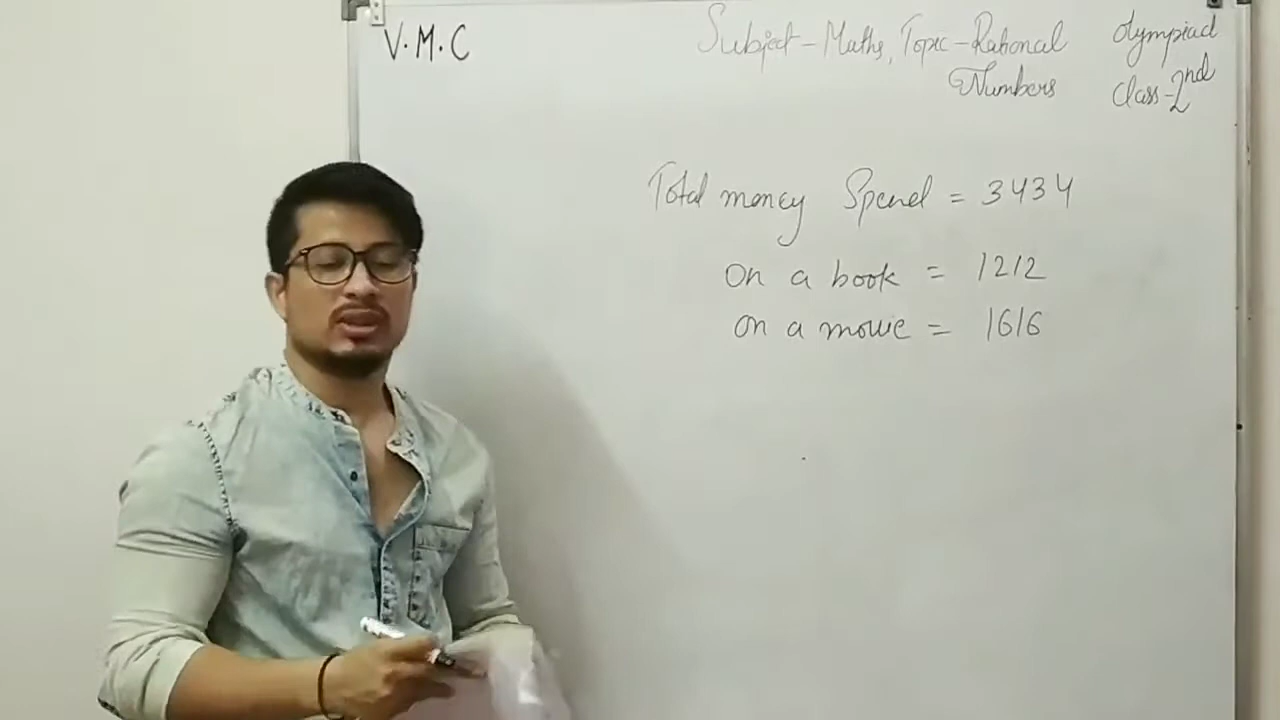 V.M.C
Subject - Maths, Topic - Rational
Numbers
Olympiad
Class - 2nd
Total money Spend = 3434
On a book = 1212
on a movie = 1616